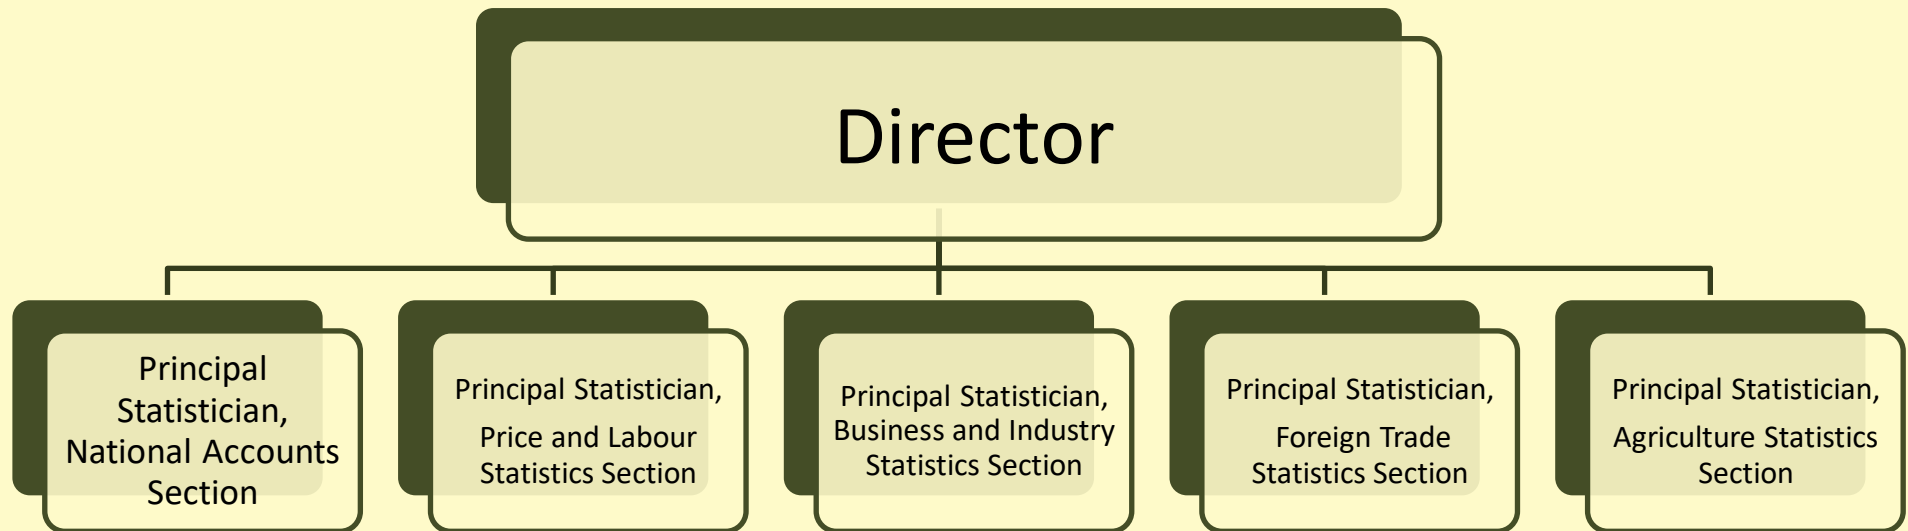 Director
Principal
Statistician,
National Accounts
Section
Principal Statistician,
Price and Labour
Statistics Section
Principal Statistician,
Business and Industry
Statistics Section
Principal Statistician,
Foreign Trade
Statistics Section
Principal Statistician,
Agriculture Statistics
Section